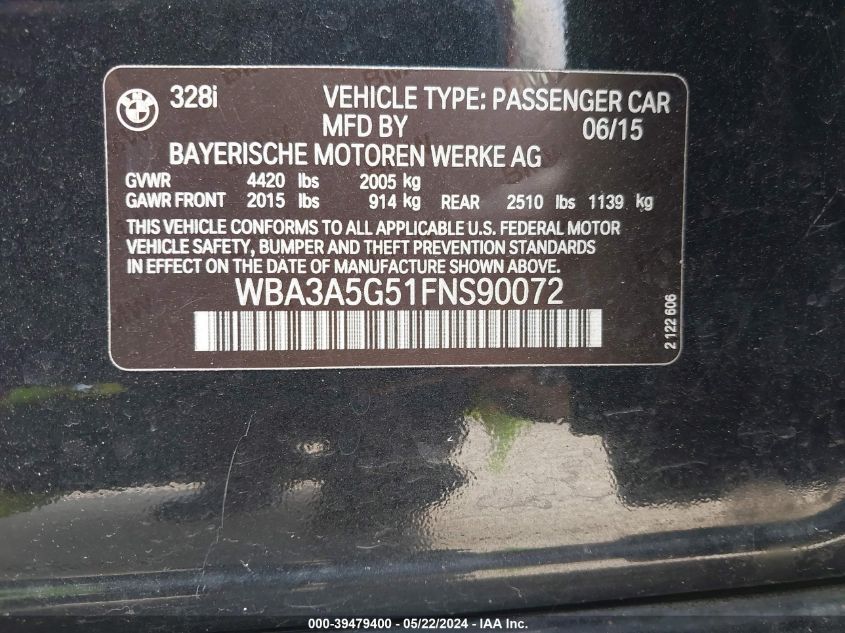 328i VEHICLE TYPE: PASSENGER CAR
MFD BY 06/15
BAYERISCHE MOTOREN WERKE AG
GVWR 4420 lbs 2005 kg
GAWR FRONT 2015 lbs 914 kg REAR 2510 lbs 1139 kg
THIS VEHICLE CONFORMS TO ALL APPLICABLE U.S. FEDERAL MOTOR
VEHICLE SAFETY, BUMPER AND THEFT PREVENTION STANDARDS
IN EFFECT ON THE DATE OF MANUFACTURE SHOWN ABOVE.
WBA3A5G51FNS90072
2 122 606
000-39479400 - 05/22/2024 - IAA Inc.